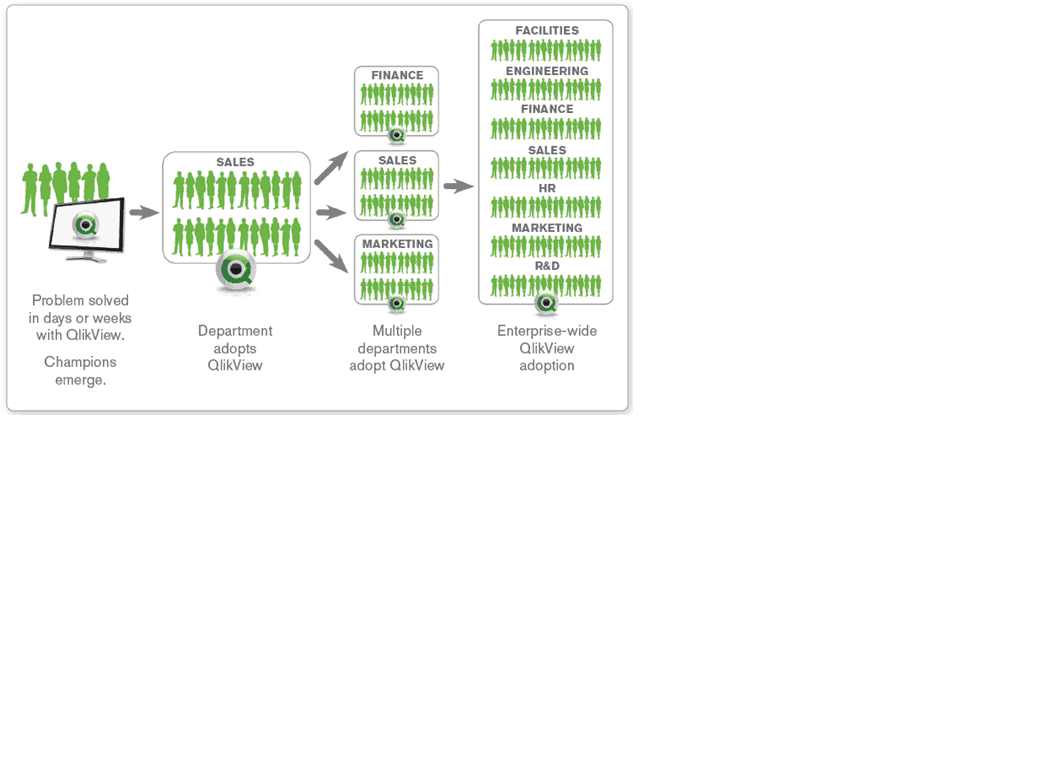 Problem solved
in days or weeks
with QlikView.
Champions
emerge.
SALES
Department
adopts
QlikView
FINANCE
SALES
MARKETING
Multiple
departments
adopt QlikView
FACILITIES
ENGINEERING
FINANCE
SALES
HR
MARKETING
R&D
Enterprise-wide
QlikView
adoption